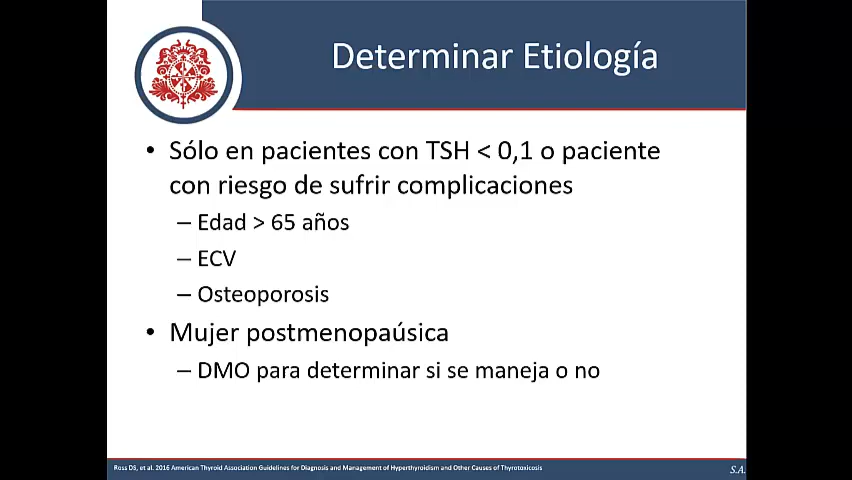 Determinar Etiología
• Sólo en pacientes con TSH < 0,1 o paciente
con riesgo de sufrir complicaciones
– Edad > 65 años
– ECV
– Osteoporosis
• Mujer postmenopaúsica
– DMO para determinar si se maneja o no
Ross DS, et al. 2016 American Thyroid Association Guidelines for Diagnosis and Management of Hyperthyroidism and Other Causes of Thyrotoxicosis
S.A.